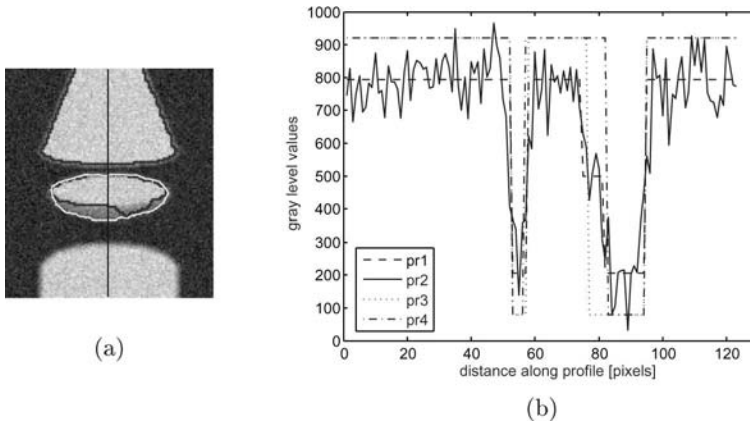 (a)
1000
900
800
700
600
500
400
300
200
100
0
gray level values
pr1
pr2
pr3
pr4
0 20 40 60 80 100 120
distance along profile [pixels]
(b)